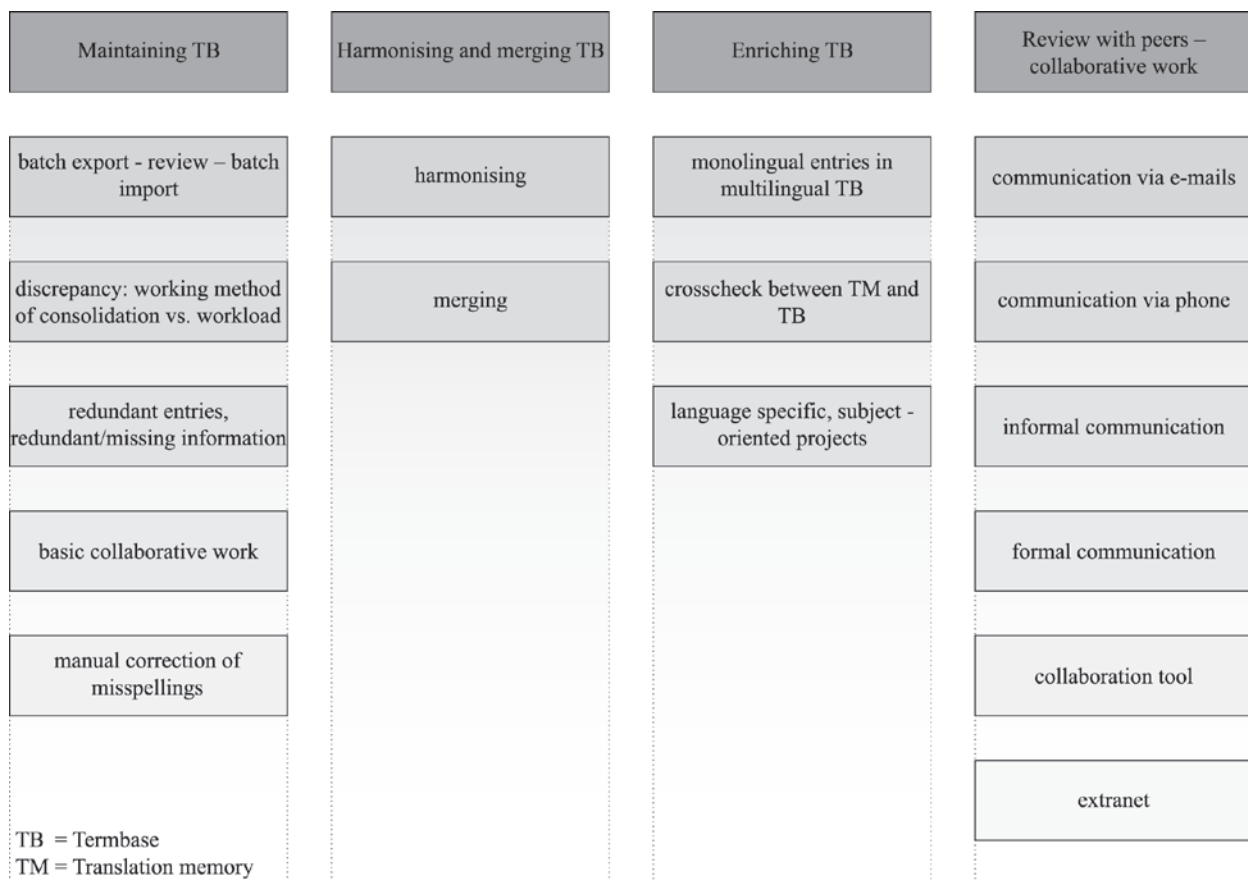 Maintaining TB
batch export - review – batch
import
discrepancy: working method
of consolidation vs. workload
redundant entries,
redundant/missing information
basic collaborative work
manual correction of
misspellings
Harmonising and merging TB
harmonising
merging
Enriching TB
monolingual entries in
multilingual TB
crosscheck between TM and
TB
language specific, subject -
oriented projects
Review with peers –
collaborative work
communication via e-mails
communication via phone
informal communication
formal communication
collaboration tool
extranet
TB = Termbase
TM = Translation memory